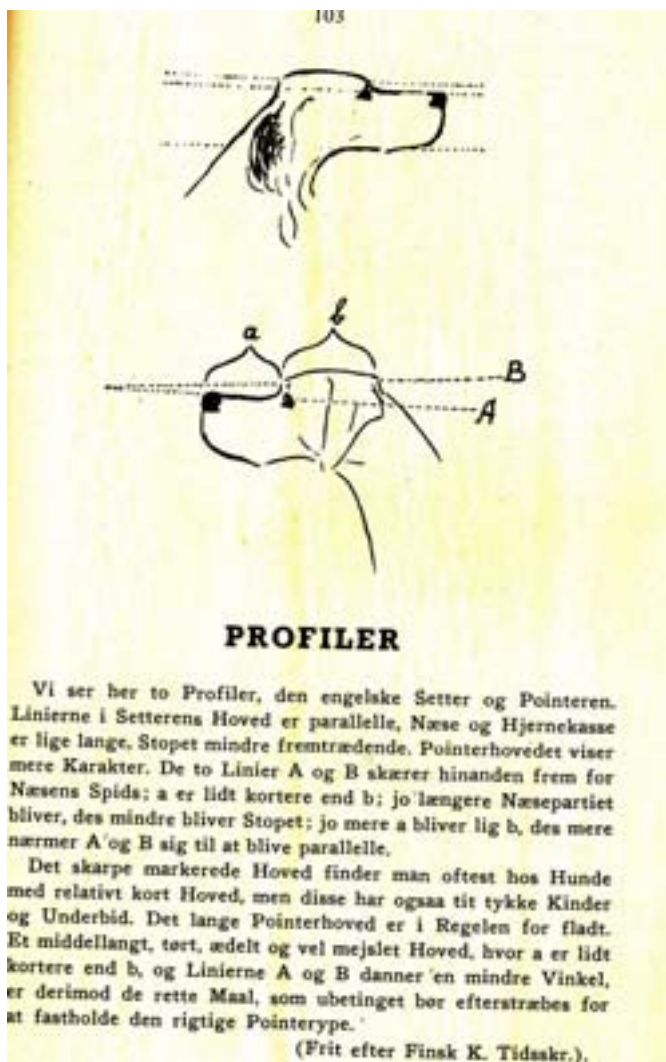 103
a
b
B
A
PROFILER
Vi ser her to Profiler, den engelske Setter og Pointeren.
Linierne i Setterens Hoved er parallelle, Næse og Hjernekasse
er lige lange, Stopet mindre fremtrædende. Pointerhovedet viser
mere Karakter. De to Linier A og B skærer hinanden frem for
Næsens Spids; a er lidt kortere end b; jo længere Næsepartiet
bliver, des mindre bliver Stopet; jo mere a bliver lig b, des mere
nærmer A og B sig til at blive parallelle.
Det skarpe markerede Hoved finder man oftest hos Hunde
med relativt kort Hoved, men disse har ogsaa tit tykke Kinder
og Underbid. Det lange Pointerhoved er i Regelen for fladt.
Et middellangt, tørt, ædelt og vel mejslet Hoved, hvor a er lidt
kortere end b, og Linierne A og B danner en mindre Vinkel,
er derimod de rette Maal, som ubetinget bør efterstræbes for
at fastholde den rigtige Pointerype.
(Frit efter Finsk K. Tidsskr.).